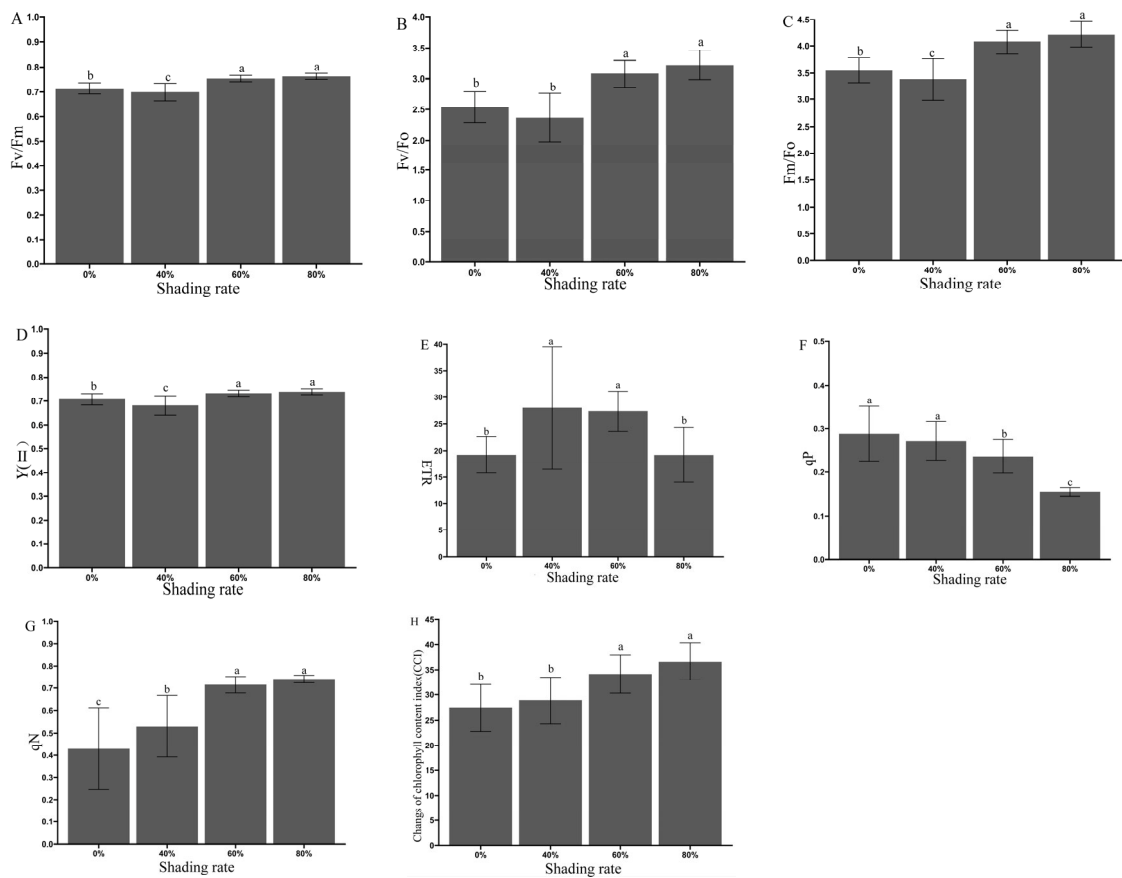 A
1.0
0.9
0.8
0.7
0.6
0.5
0.4
0.3
0.2
0.1
0.0
Fv/Fm
b
c
a
a
0%
40%
60%
80%
Shading rate
B
4.0
3.5
3.0
2.5
2.0
1.5
1.0
0.5
0.0
Fv/Fo
b
b
a
a
0%
40%
60%
80%
Shading rate
C
4.5
4.0
3.5
3.0
2.5
2.0
1.5
1.0
0.5
0.0
Fm/Fo
b
c
a
a
0%
40%
60%
80%
Shading rate
D
1.0
0.9
0.8
0.7
0.6
0.5
0.4
0.3
0.2
0.1
0.0
Y(II)
b
c
a
a
0%
40%
60%
80%
Shading rate
E
40
35
30
25
20
15
10
5
0
ETR
b
a
a
b
0%
40%
60%
80%
Shading rate
F
0.5
0.4
0.3
0.2
0.1
0.0
qP
a
a
b
c
0%
40%
60%
80%
Shading rate
G
1.0
0.9
0.8
0.7
0.6
0.5
0.4
0.3
0.2
0.1
0.0
qN
c
b
a
a
0%
40%
60%
80%
Shading rate
H
45
40
35
30
25
20
15
10
5
0
Changs of chlorophyll content index(CCI)
b
b
a
a
0%
40%
60%
80%
Shading rate